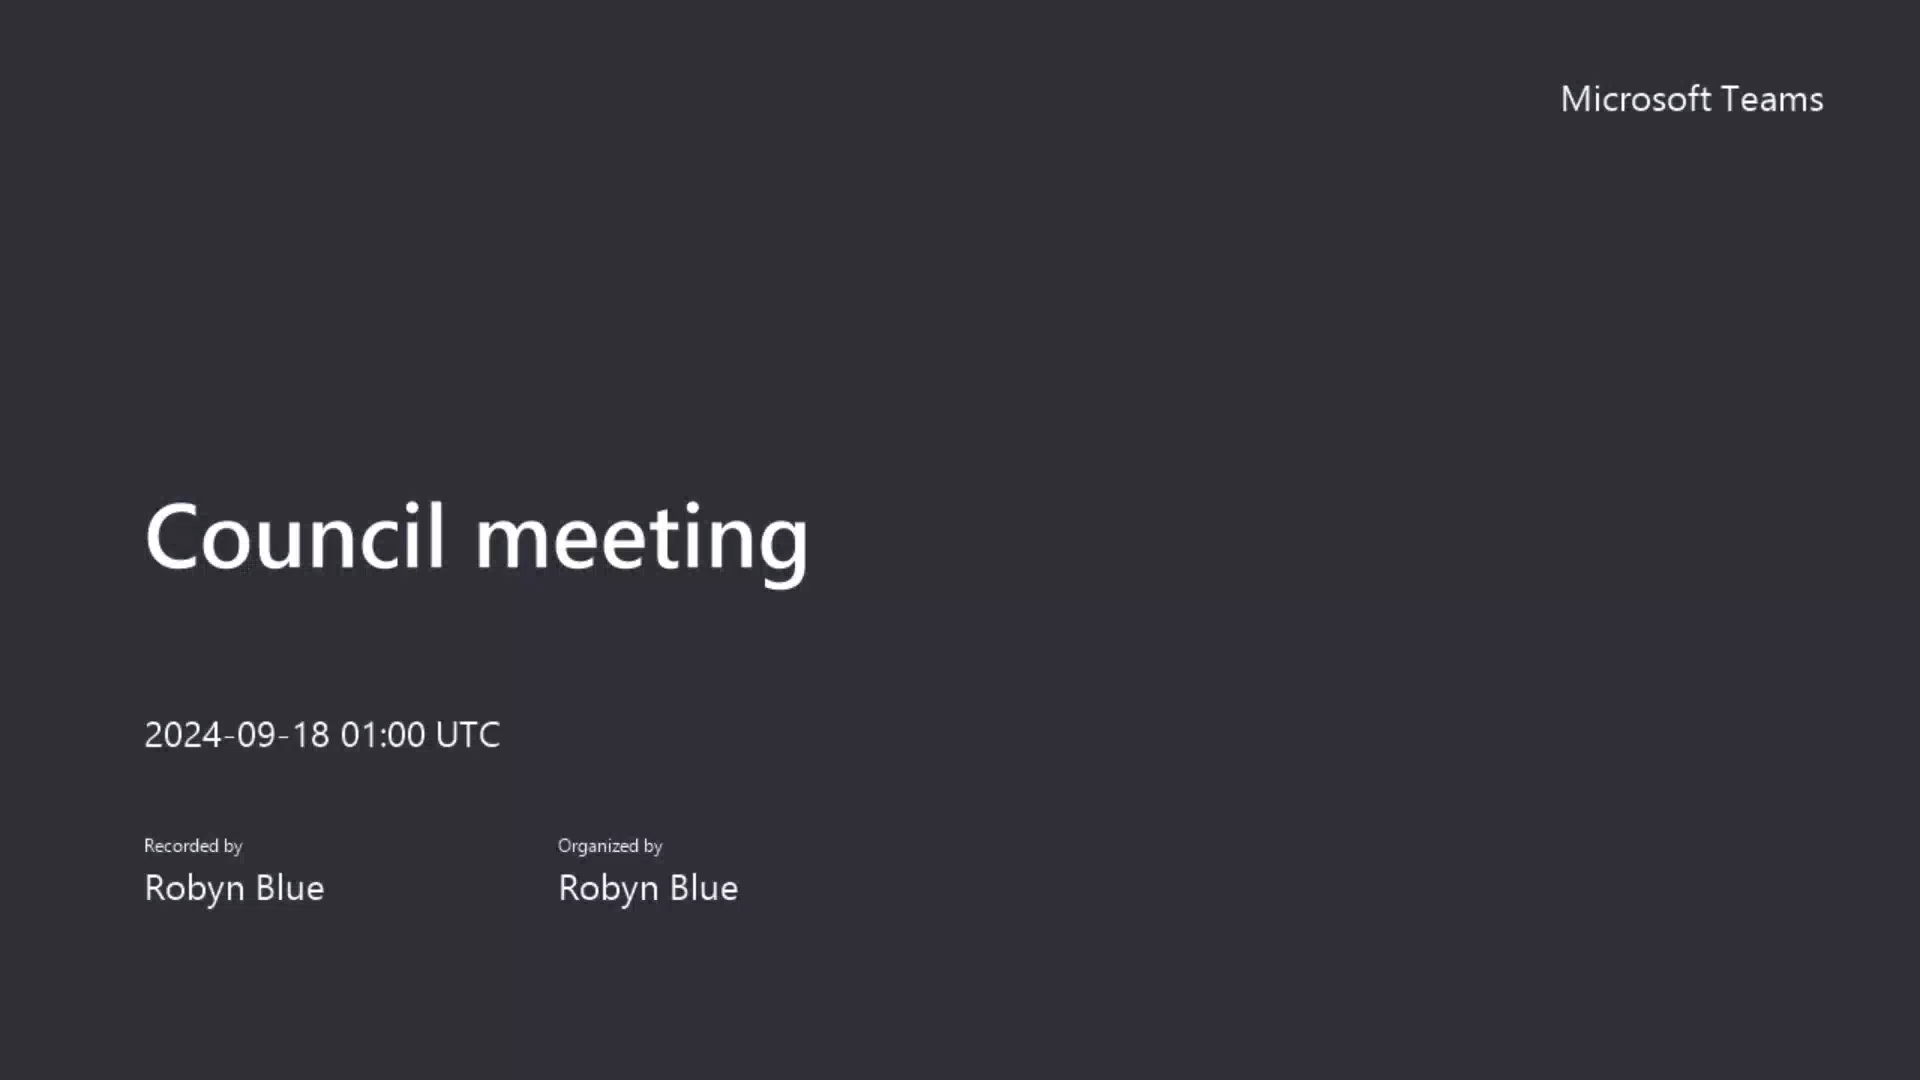 Microsoft Teams
Council meeting
2024-09-18 01:00 UTC
Recorded by
Robyn Blue
Organized by
Robyn Blue